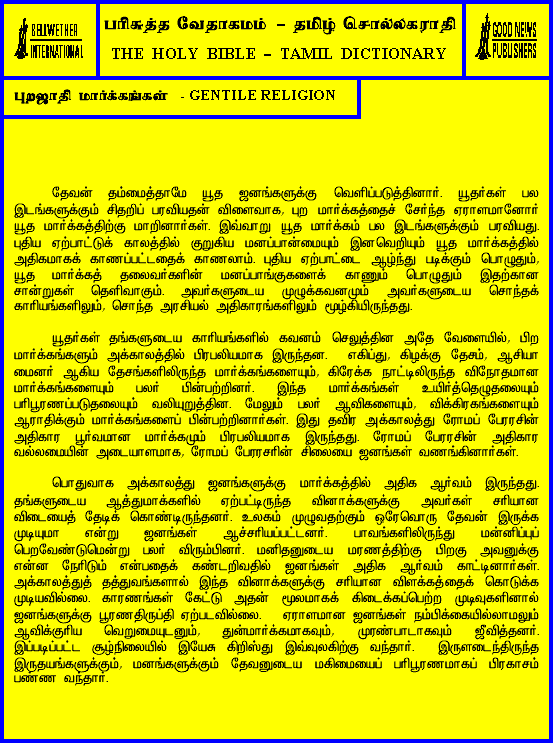 BELLWETHER
INTERNATIONAL
பரிசுத்த வேதாகமம் – தமிழ் சொல்லகராதி
THE HOLY BIBLE – TAMIL DICTIONARY
GOOD NEWS
PUBLISHERS
புறஜாதி மார்க்கங்கள் - GENTILE RELIGION
தேவன் தம்மைத்தாமே யூத ஜனங்களுக்கு வெளிப்படுத்தினார். யூதர்கள் பல
இடங்களுக்கும் சிதறிப் பரவியதன் விளைவாக, புற மார்க்கத்தைச் சேர்ந்த ஏராளமானோர்
யூத மார்க்கத்திற்கு மாறினார்கள். இவ்வாறு யூத மார்க்கம் பல இடங்களுக்கும் பரவியது.
புதிய ஏற்பாட்டுக் காலத்தில் குறுகிய மனப்பான்மையும் இனவெறியும் யூத மார்க்கத்தில்
அதிகமாகக் காணப்பட்டதைக் காணலாம். புதிய ஏற்பாட்டை ஆழ்ந்து படிக்கும் பொழுதும்,
யூத மார்க்கத் தலைவர்களின் மனப்பாங்குகளைக் காணும் பொழுதும் இதற்கான
சான்றுகள் தெளிவாகும். அவர்களுடைய முழுக்கவனமும் அவர்களுடைய சொந்தக்
காரியங்களிலும், சொந்த அரசியல் அதிகாரங்களிலும் மூழ்கியிருந்தது.
யூதர்கள் தங்களுடைய காரியங்களில் கவனம் செலுத்தின அதே வேளையில், பிற
மார்க்கங்களும் அக்காலத்தில் பிரபலியமாக இருந்தன. எகிப்து, கிழக்கு தேசம், ஆசியா
மைனர் ஆகிய தேசங்களிலிருந்த மார்க்கங்களையும், கிரேக்க நாட்டிலிருந்த விநோதமான
மார்க்கங்களையும் பலர் பின்பற்றினர். இந்த மார்க்கங்கள் உயிர்த்தெழுதலையும்
பரிபூரணப்படுதலையும் வலியுறுத்தின. மேலும் பலர் ஆவிகளையும், விக்கிரகங்களையும்
ஆராதிக்கும் மார்க்கங்களைப் பின்பற்றினார்கள். இது தவிர அக்காலத்து ரோமப் பேரரசின்
அதிகார பூர்வமான மார்க்கமும் பிரபலியமாக இருந்தது. ரோமப் பேரரசின் அதிகார
வல்லமையின் அடையாளமாக, ரோமப் பேரரசரின் சிலையை ஜனங்கள் வணங்கினார்கள்.
பொதுவாக அக்காலத்து ஜனங்களுக்கு மார்க்கத்தில் அதிக ஆர்வம் இருந்தது.
தங்களுடைய ஆத்துமாக்களில் ஏற்பட்டிருந்த வினாக்களுக்கு அவர்கள் சரியான
விடையைத் தேடிக் கொண்டிருந்தனர். உலகம் முழுவதற்கும் ஒரேவொரு தேவன் இருக்க
முடியுமா என்று ஜனங்கள் ஆச்சரியப்பட்டனர். பாவங்களிலிருந்து மன்னிப்புப்
பெறவேண்டுமென்று பலர் விரும்பினர். மனிதனுடைய மரணத்திற்கு பிறகு அவனுக்கு
என்ன நேரிடும் என்பதைக் கண்டறிவதில் ஜனங்கள் அதிக ஆர்வம் காட்டினார்கள்.
அக்காலத்துத் தத்துவங்களால் இந்த வினாக்களுக்கு சரியான விளக்கத்தைக் கொடுக்க
முடியவில்லை. காரணங்கள் கேட்டு அதன் மூலமாகக் கிடைக்கப்பெற்ற முடிவுகளினால்
ஜனங்களுக்கு பூரணதிருப்தி ஏற்படவில்லை. ஏராளமான ஜனங்கள் நம்பிக்கையில்லாமலும்
ஆவிக்குரிய வெறுமையுடனும், துன்மார்க்கமாகவும், முரண்பாடாகவும் ஜீவித்தனர்.
இப்படிப்பட்ட சூழ்நிலையில் இயேசு கிறிஸ்து இவ்வுலகிற்கு வந்தார். இருளடைந்திருந்த
இருதயங்களுக்கும், மனங்களுக்கும் தேவனுடைய மகிமையைப் பரிபூரணமாகப் பிரகாசம்
பண்ண வந்தார்.